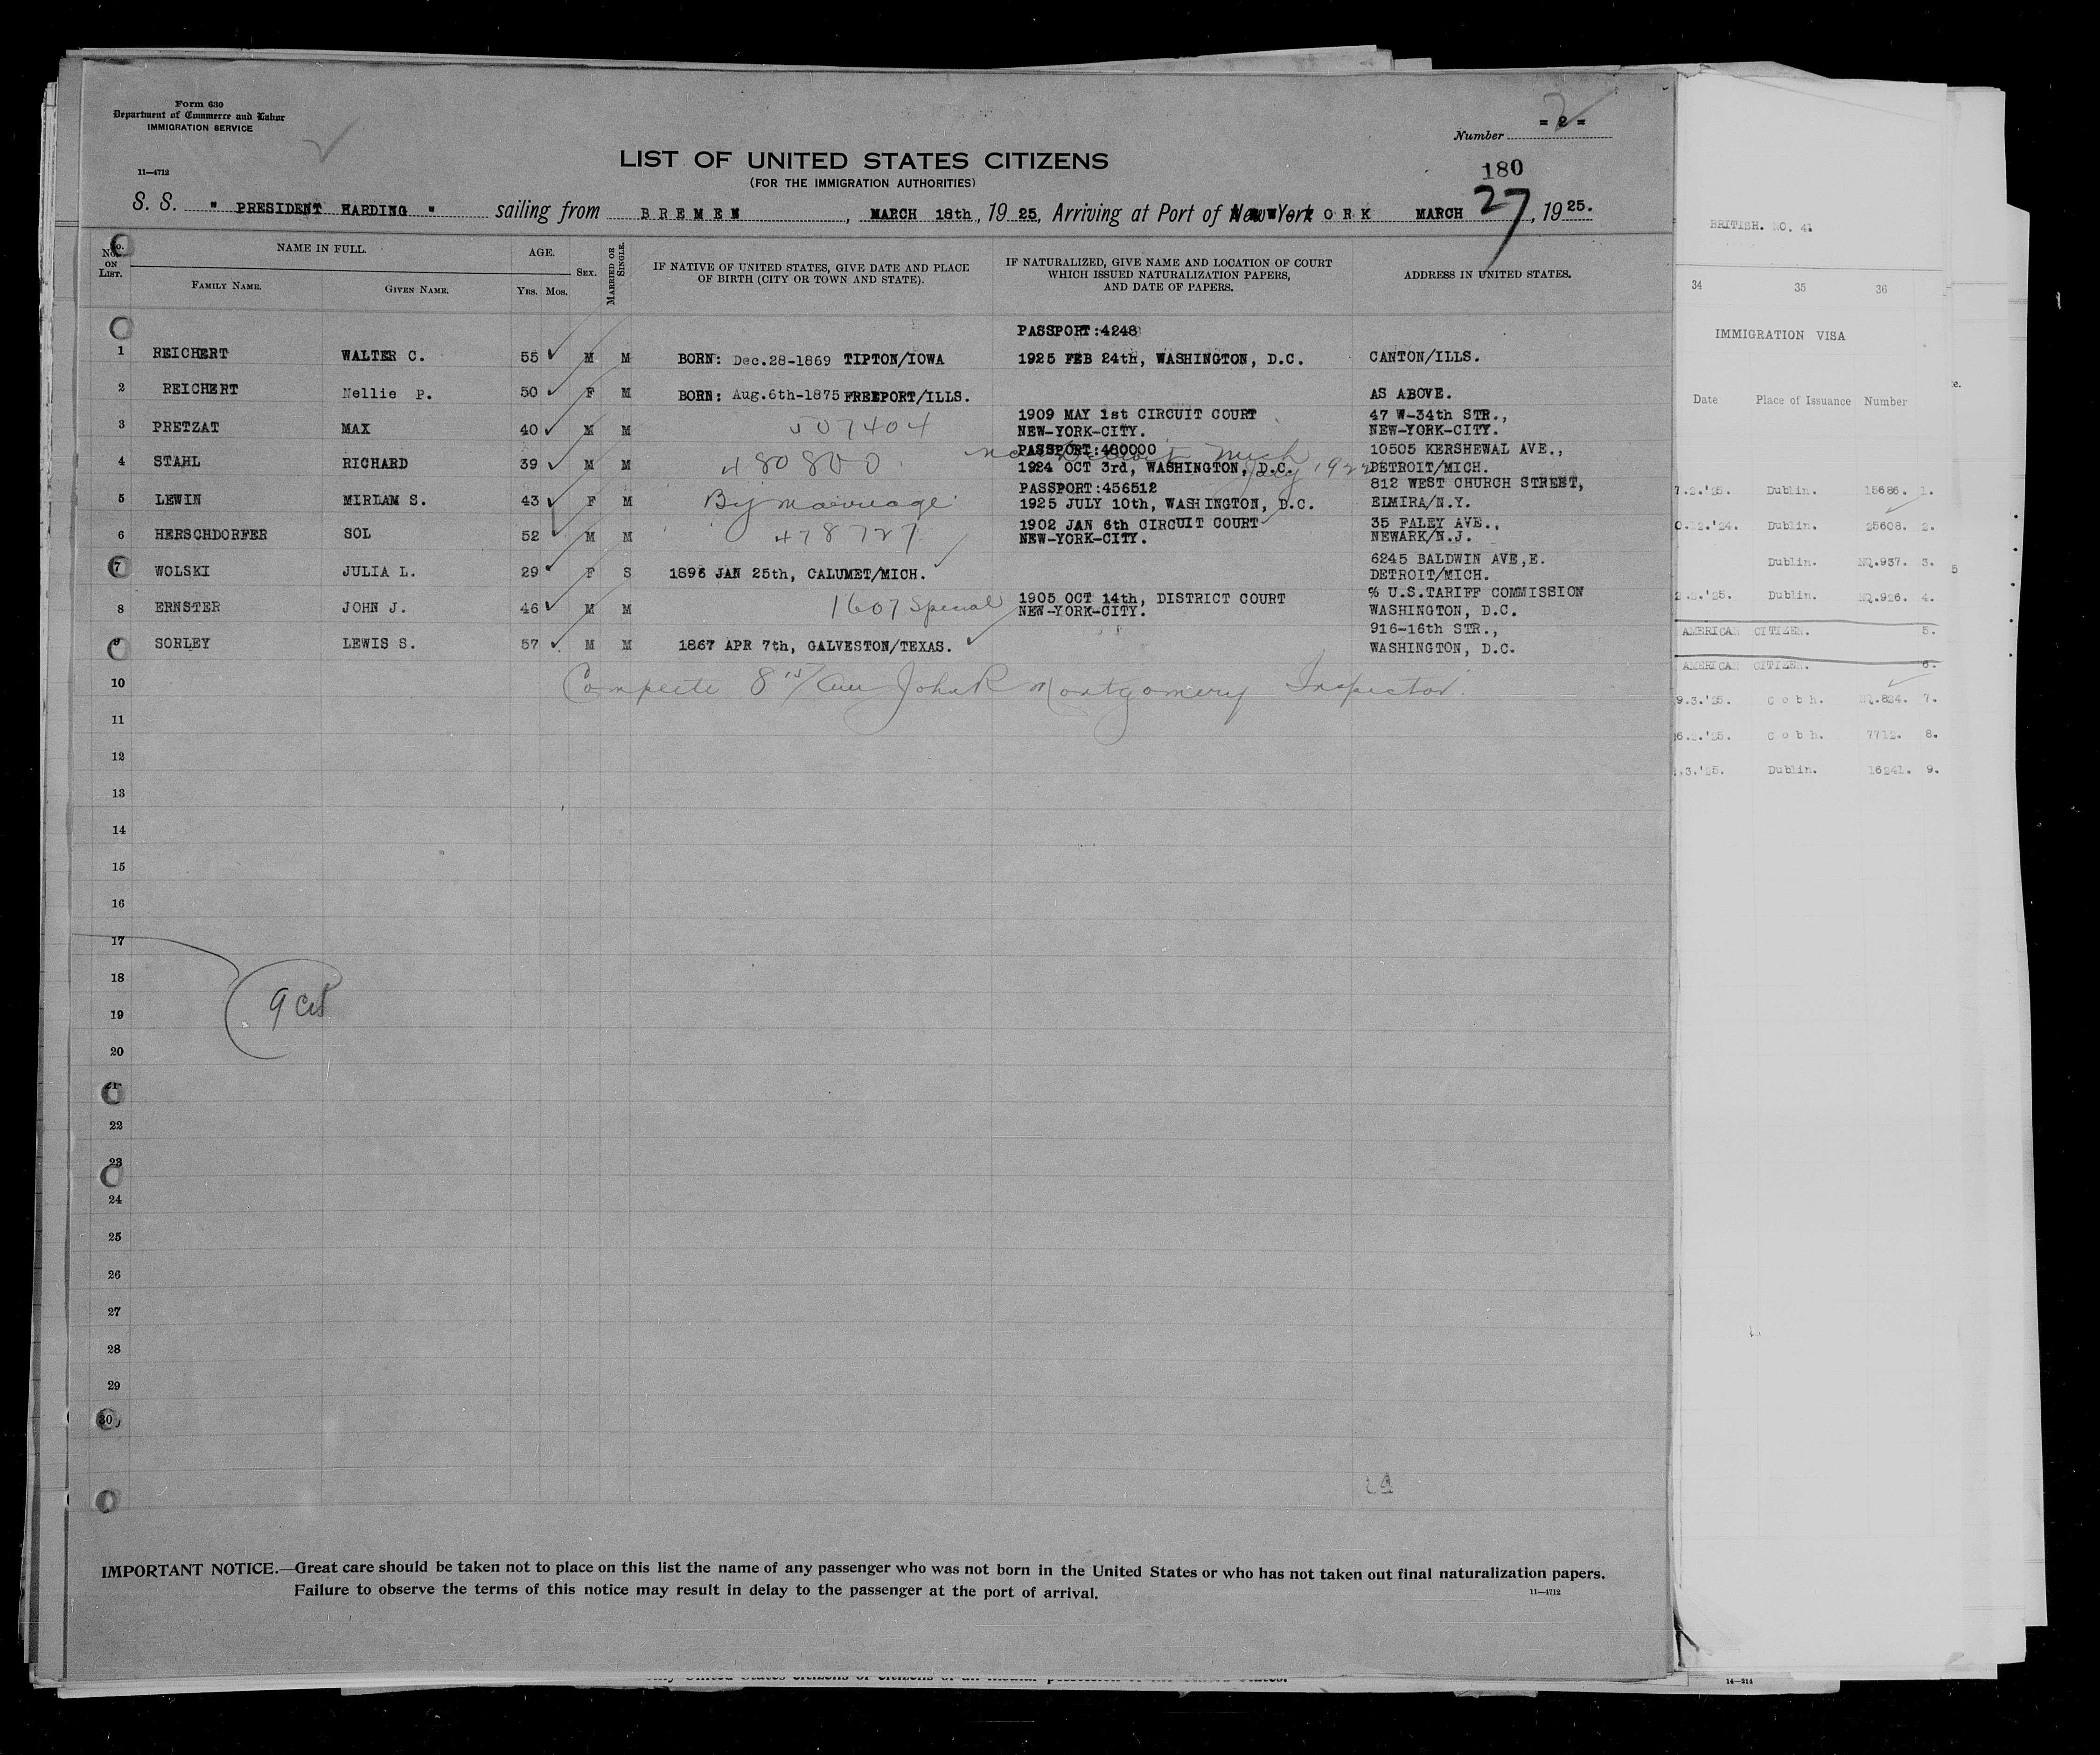 Form 630
Department of Commerce and Labor
IMMIGRATION SERVICE
11—4712
Number = 2 =
2
LIST OF UNITED STATES CITIZENS
(FOR THE IMMIGRATION AUTHORITIES)
180
S. S. " PRESIDENT HARDING " sailing from BREMEN, MARCH 18th, 1925, Arriving at Port of New York ORK MARCH 27, 1925.
No. ON LIST. NAME IN FULL. AGE. SEX. MARRIED OR SINGLE. IF NATIVE OF UNITED STATES, GIVE DATE AND PLACE OF BIRTH (CITY OR TOWN AND STATE). IF NATURALIZED, GIVE NAME AND LOCATION OF COURT WHICH ISSUED NATURALIZATION PAPERS, AND DATE OF PAPERS. ADDRESS IN UNITED STATES.
FAMILY NAME. GIVEN NAME. YRS. MOS.
PASSPORT:4248
1 REICHERT WALTER C. 55 M M BORN: Dec.28-1869 TIPTON/IOWA 1925 FEB 24th, WASHINGTON, D.C. CANTON/ILLS.
2 REICHERT Nellie P. 50 F M BORN: Aug.6th-1875 FREEPORT/ILLS. AS ABOVE.
1909 MAY 1st CIRCUIT COURT 47 W-34th STR.,
3 PRETZAT MAX 40 M M 507404 NEW-YORK-CITY. NEW-YORK-CITY.
PASSPORT:480000 10505 KERSHEWAL AVE.,
Detroit Mich
July 1922
4 STAHL RICHARD 39 M M 480800 1924 OCT 3rd, WASHINGTON, D.C. DETROIT/MICH.
PASSPORT:456512 812 WEST CHURCH STREET,
5 LEWIN MIRIAM S. 43 F M By marriage 1925 JULY 10th, WASHINGTON, D.C. ELMIRA/N.Y.
1902 JAN 6th CIRCUIT COURT 35 FALEY AVE.,
6 HERSCHDORFER SOL 52 M M 478727 NEW-YORK-CITY. NEWARK/N.J.
6245 BALDWIN AVE,E.
7 WOLSKI JULIA L. 29 F S 1896 JAN 25th, CALUMET/MICH. DETROIT/MICH.
1905 OCT 14th, DISTRICT COURT % U.S.TARIFF COMMISSION
8 ERNSTER JOHN J. 46 M M 1607 Special NEW-YORK-CITY. WASHINGTON, D.C.
916-16th STR.,
9 SORLEY LEWIS S. 57 M M 1867 APR 7th, GALVESTON/TEXAS. WASHINGTON, D.C.
10 John R Montgomery Inspector.
11
12
13
14
15
16
17
18
9
19
20
21
22
23
24
25
26
27
28
29
30
IMPORTANT NOTICE.—Great care should be taken not to place on this list the name of any passenger who was not born in the United States or who has not taken out final naturalization papers.
Failure to observe the terms of this notice may result in delay to the passenger at the port of arrival.
11—4712
BRITISH. NO. 41
34 35 36
IMMIGRATION VISA
Date Place of Issuance Number
Dublin. 15686. 1.
Dublin. 25608. 2.
Dublin. NQ.937. 3.
Dublin. NQ.926. 4.
AMERICAN CITIZEN. 5.
AMERICAN CITIZEN. 6.
9.3.'25. Cobh. NQ.824. 7.
Cobh. 7712. 8.
.3.'25. Dublin. 16241. 9.
14—214